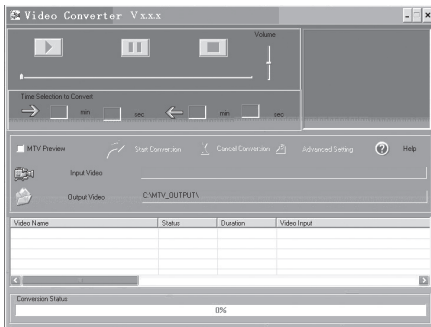 Video Converter V x.x.x
Volume
Time Selection to Convert
min sec min sec
MTV Preview Start Conversion Cancel Conversion Advanced Setting Help
Input Video
Output Video C:\MTV_OUTPUT\
Video Name Status Duration Video Input
Conversion Status
0%